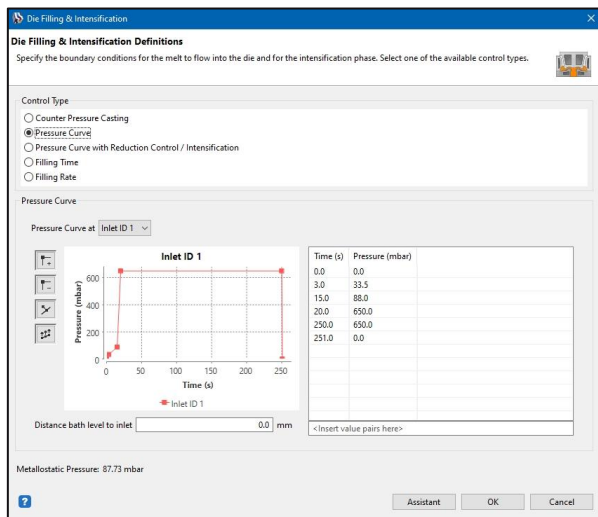 Die Filling & Intensification
Die Filling & Intensification Definitions
Specify the boundary conditions for the melt to flow into the die and for the intensification phase. Select one of the available control types.
Control Type
Counter Pressure Casting
Pressure Curve
Pressure Curve with Reduction Control / Intensification
Filling Time
Filling Rate
Pressure Curve
Pressure Curve at Inlet ID 1
Inlet ID 1
Pressure (mbar)
600
400
200
0
0 50 100 150 200 250
Time (s)
Inlet ID 1
Time (s) Pressure (mbar)
0.0 0.0
3.0 33.5
15.0 88.0
20.0 650.0
250.0 650.0
251.0 0.0
<Insert value pairs here>
Distance bath level to inlet 0.0 mm
Metallostatic Pressure: 87.73 mbar
? Assistant OK Cancel